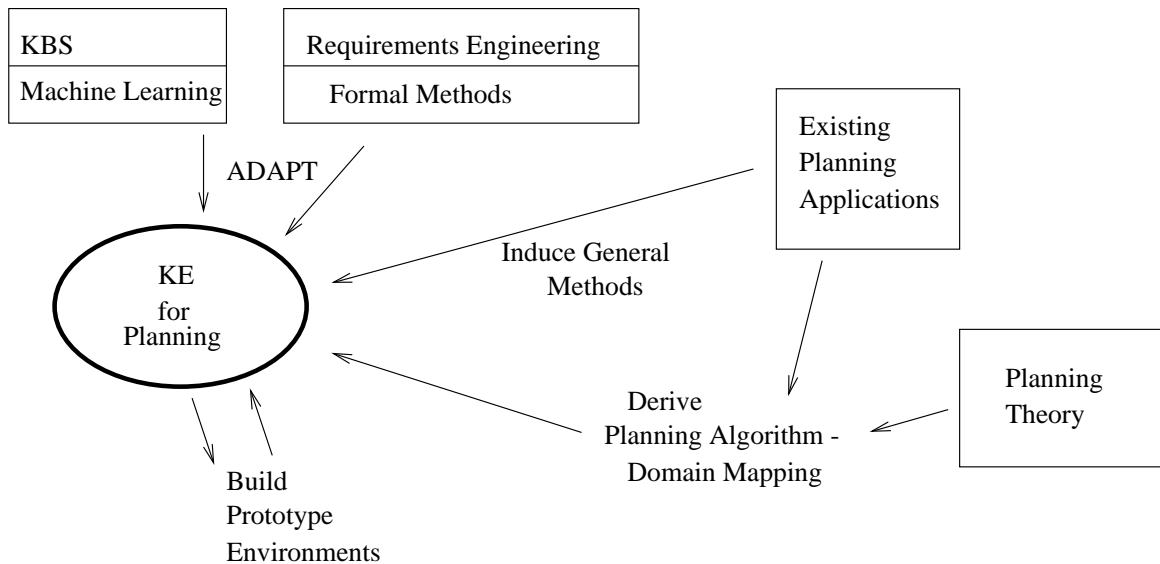 KBS
Machine Learning
Requirements Engineering
Formal Methods
ADAPT
Existing
Planning
Applications
Induce General
Methods
KE
for
Planning
Planning
Theory
Derive
Planning Algorithm -
Domain Mapping
Build
Prototype
Environments